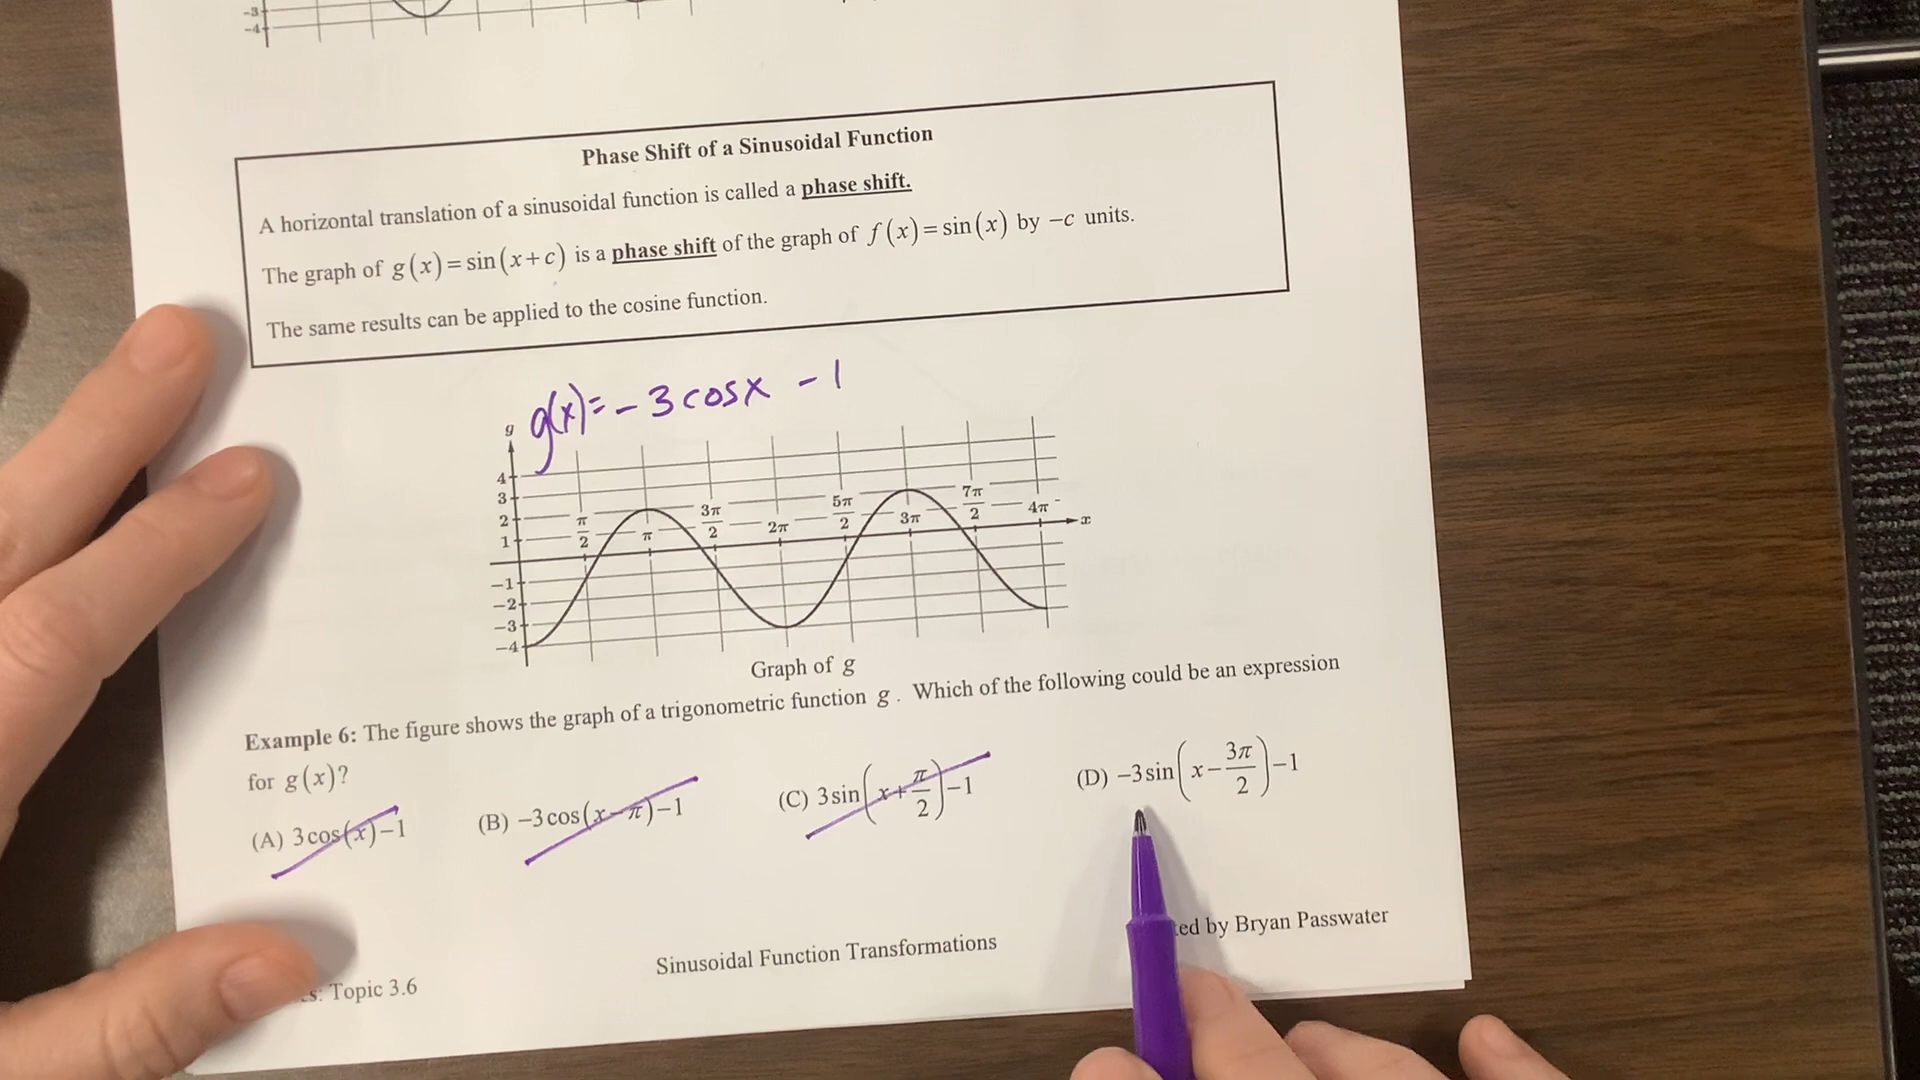 -3
-4
Phase Shift of a Sinusoidal Function
A horizontal translation of a sinusoidal function is called a phase shift.
The graph of g(x)=sin(x+c) is a phase shift of the graph of f(x)=sin(x) by -c units.
The same results can be applied to the cosine function.
g(x)= -3cosx -1
g
4
3
2
1
-1
-2
-3
-4
π/2 π 3π/2 2π 5π/2 3π 7π/2 4π x
Graph of g
Example 6: The figure shows the graph of a trigonometric function g. Which of the following could be an expression
for g(x)?
(A) 3cos(x)-1 (B) -3cos(x-π)-1 (C) 3sin(x+π/2)-1 (D) -3sin(x-3π/2)-1
Topic 3.6 Sinusoidal Function Transformations by Bryan Passwater